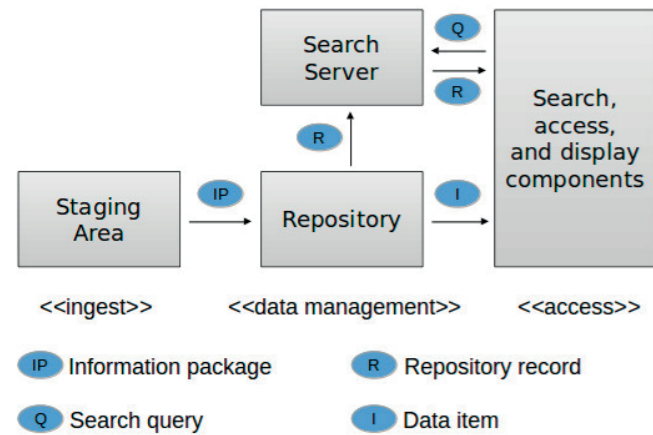 Search
Server
Q
R
Search,
access,
and display
components
R
Staging
Area
IP
Repository
I
<<ingest>>
<<data management>>
<<access>>
IP Information package
R Repository record
Q Search query
I Data item